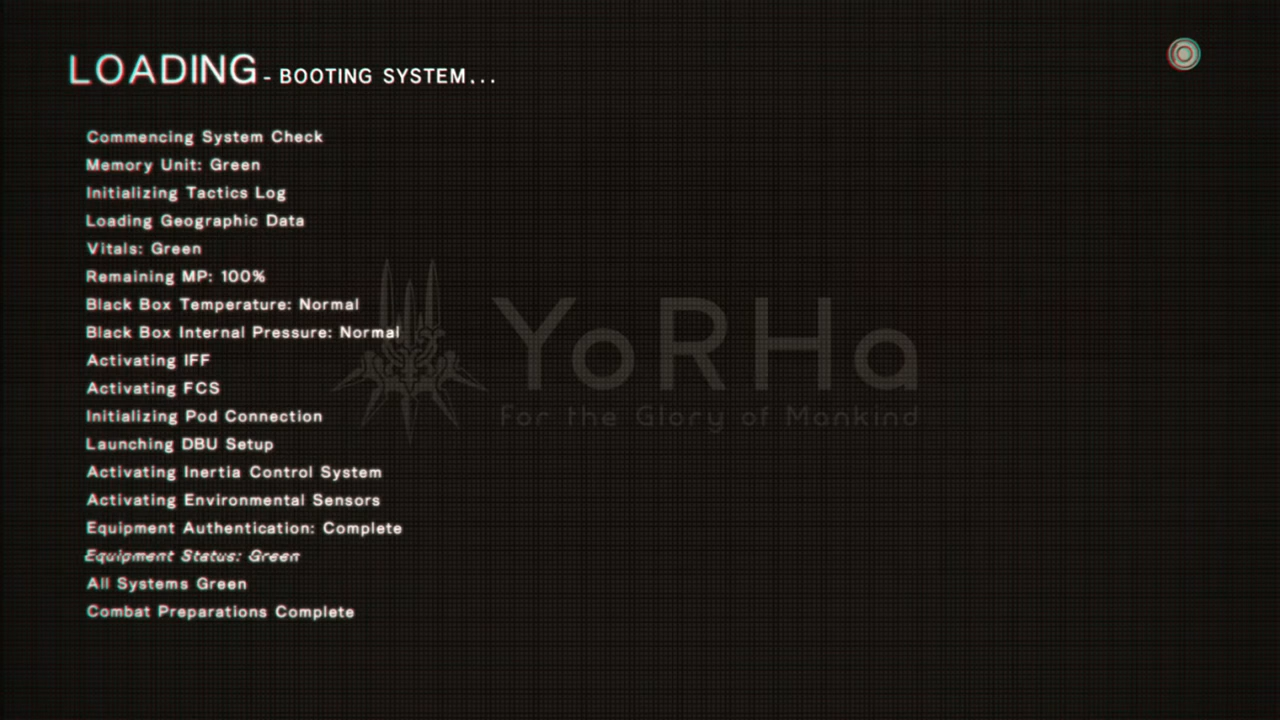 LOADING - BOOTING SYSTEM...
Commencing System Check
Memory Unit: Green
Initializing Tactics Log
Loading Geographic Data
Vitals: Green
Remaining MP: 100%
Black Box Temperature: Normal
Black Box Internal Pressure: Normal
Activating IFF
Activating FCS
Initializing Pod Connection
Launching DBU Setup
Activating Inertia Control System
Activating Environmental Sensors
Equipment Authentication: Complete
Equipment Status: Green
All Systems Green
Combat Preparations Complete
YoRHa
For the Glory of Mankind